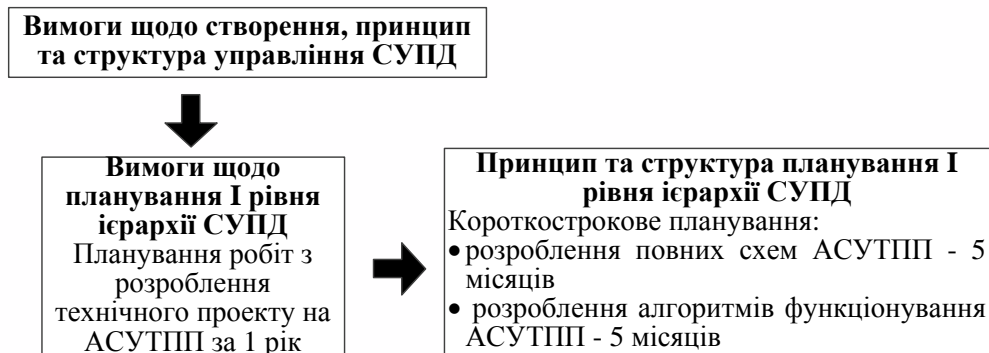 Вимоги щодо створення, принцип
та структура управління СУПД
Вимоги щодо
планування I рівня
ієрархії СУПД
Планування робіт з
розроблення
технічного проекту на
АСУТПП за 1 рік
Принцип та структура планування I
рівня ієрархії СУПД
Короткострокове планування:
• розроблення повних схем АСУТПП - 5
місяців
• розроблення алгоритмів функціонування
АСУТПП - 5 місяців